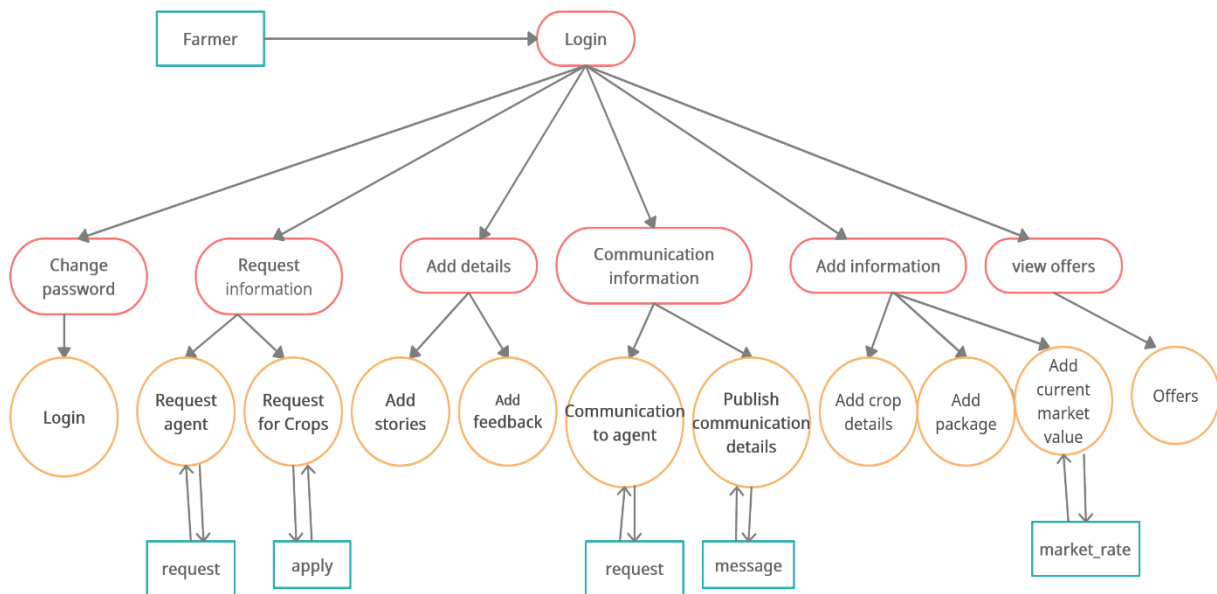 Farmer
Login
Change
password
Request
information
Add details
Communication
information
Add information
view offers
Login
Request
agent
Request
for Crops
Add
stories
Add
feedback
Communication
to agent
Publish
communication
details
Add crop
details
Add
package
Add
current
market
value
Offers
request
apply
request
message
market_rate